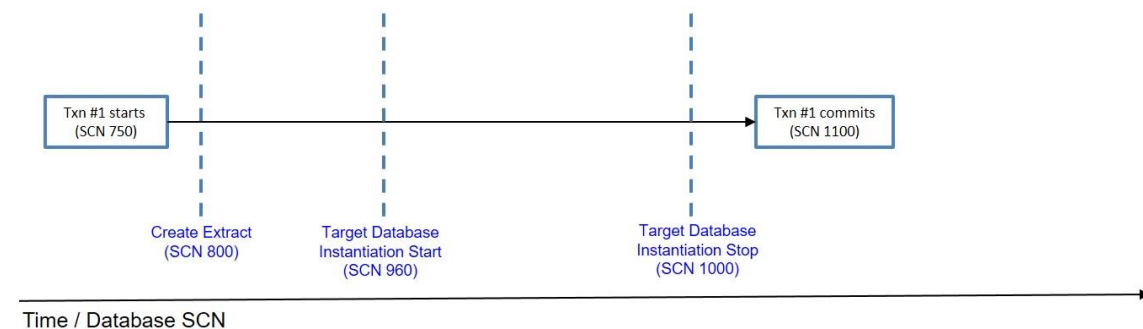 Txn #1 starts
(SCN 750)
Txn #1 commits
(SCN 1100)
Create Extract
(SCN 800)
Target Database
Instantiation Start
(SCN 960)
Target Database
Instantiation Stop
(SCN 1000)
Time / Database SCN